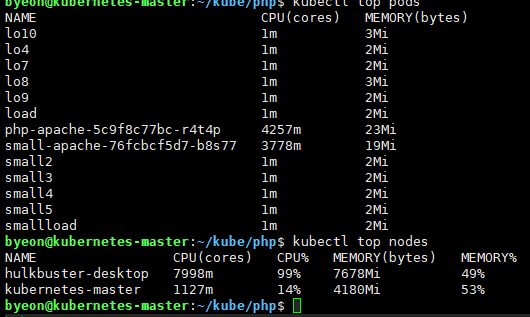 byeon@kubernetes-master:~/kube/php$ kubectl top pods
NAME CPU(cores) MEMORY(bytes)
lo10 1m 3Mi
lo4 1m 2Mi
lo7 1m 2Mi
lo8 1m 3Mi
lo9 1m 2Mi
load 1m 2Mi
php-apache-5c9f8c77bc-r4t4p 4257m 23Mi
small-apache-76fcbcf5d7-b8s77 3778m 19Mi
small2 1m 2Mi
small3 1m 2Mi
small4 1m 2Mi
small5 1m 2Mi
smallload 1m 2Mi
byeon@kubernetes-master:~/kube/php$ kubectl top nodes
NAME CPU(cores) CPU% MEMORY(bytes) MEMORY%
hulkbuster-desktop 7998m 99% 7678Mi 49%
kubernetes-master 1127m 14% 4180Mi 53%
byeon@kubernetes-master:~/kube/php$